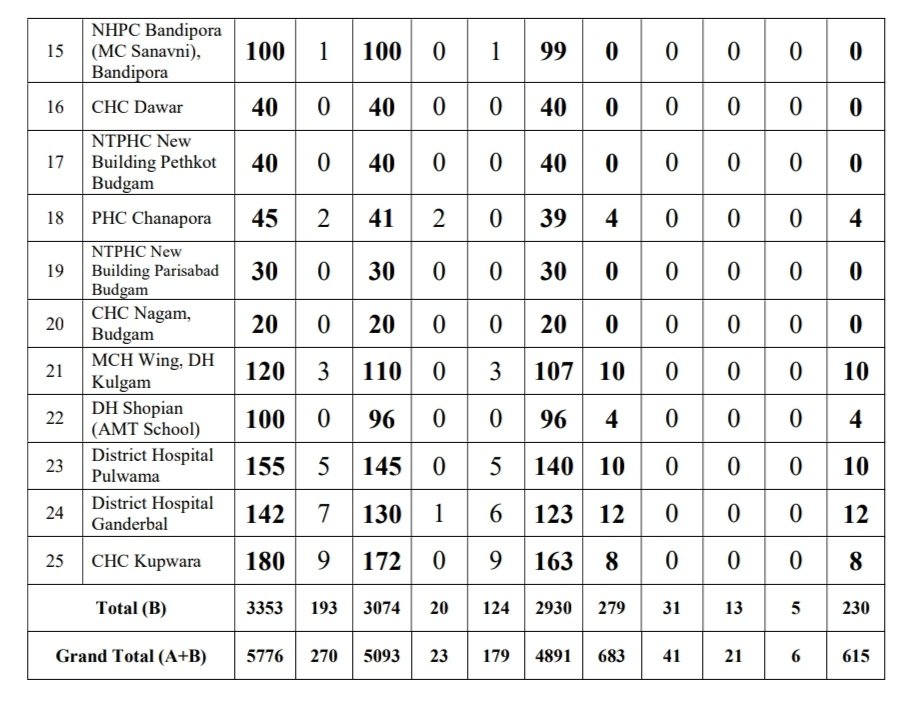 15 NHPC Bandipora (MC Sanavni), Bandipora 100 1 100 0 1 99 0 0 0 0 0
16 CHC Dawar 40 0 40 0 0 40 0 0 0 0 0
17 NTPHC New Building Pethkot Budgam 40 0 40 0 0 40 0 0 0 0 0
18 PHC Chanapora 45 2 41 2 0 39 4 0 0 0 4
19 NTPHC New Building Parisabad Budgam 30 0 30 0 0 30 0 0 0 0 0
20 CHC Nagam, Budgam 20 0 20 0 0 20 0 0 0 0 0
21 MCH Wing, DH Kulgam 120 3 110 0 3 107 10 0 0 0 10
22 DH Shopian (AMT School) 100 0 96 0 0 96 4 0 0 0 4
23 District Hospital Pulwama 155 5 145 0 5 140 10 0 0 0 10
24 District Hospital Ganderbal 142 7 130 1 6 123 12 0 0 0 12
25 CHC Kupwara 180 9 172 0 9 163 8 0 0 0 8
Total (B) 3353 193 3074 20 124 2930 279 31 13 5 230
Grand Total (A+B) 5776 270 5093 23 179 4891 683 41 21 6 615